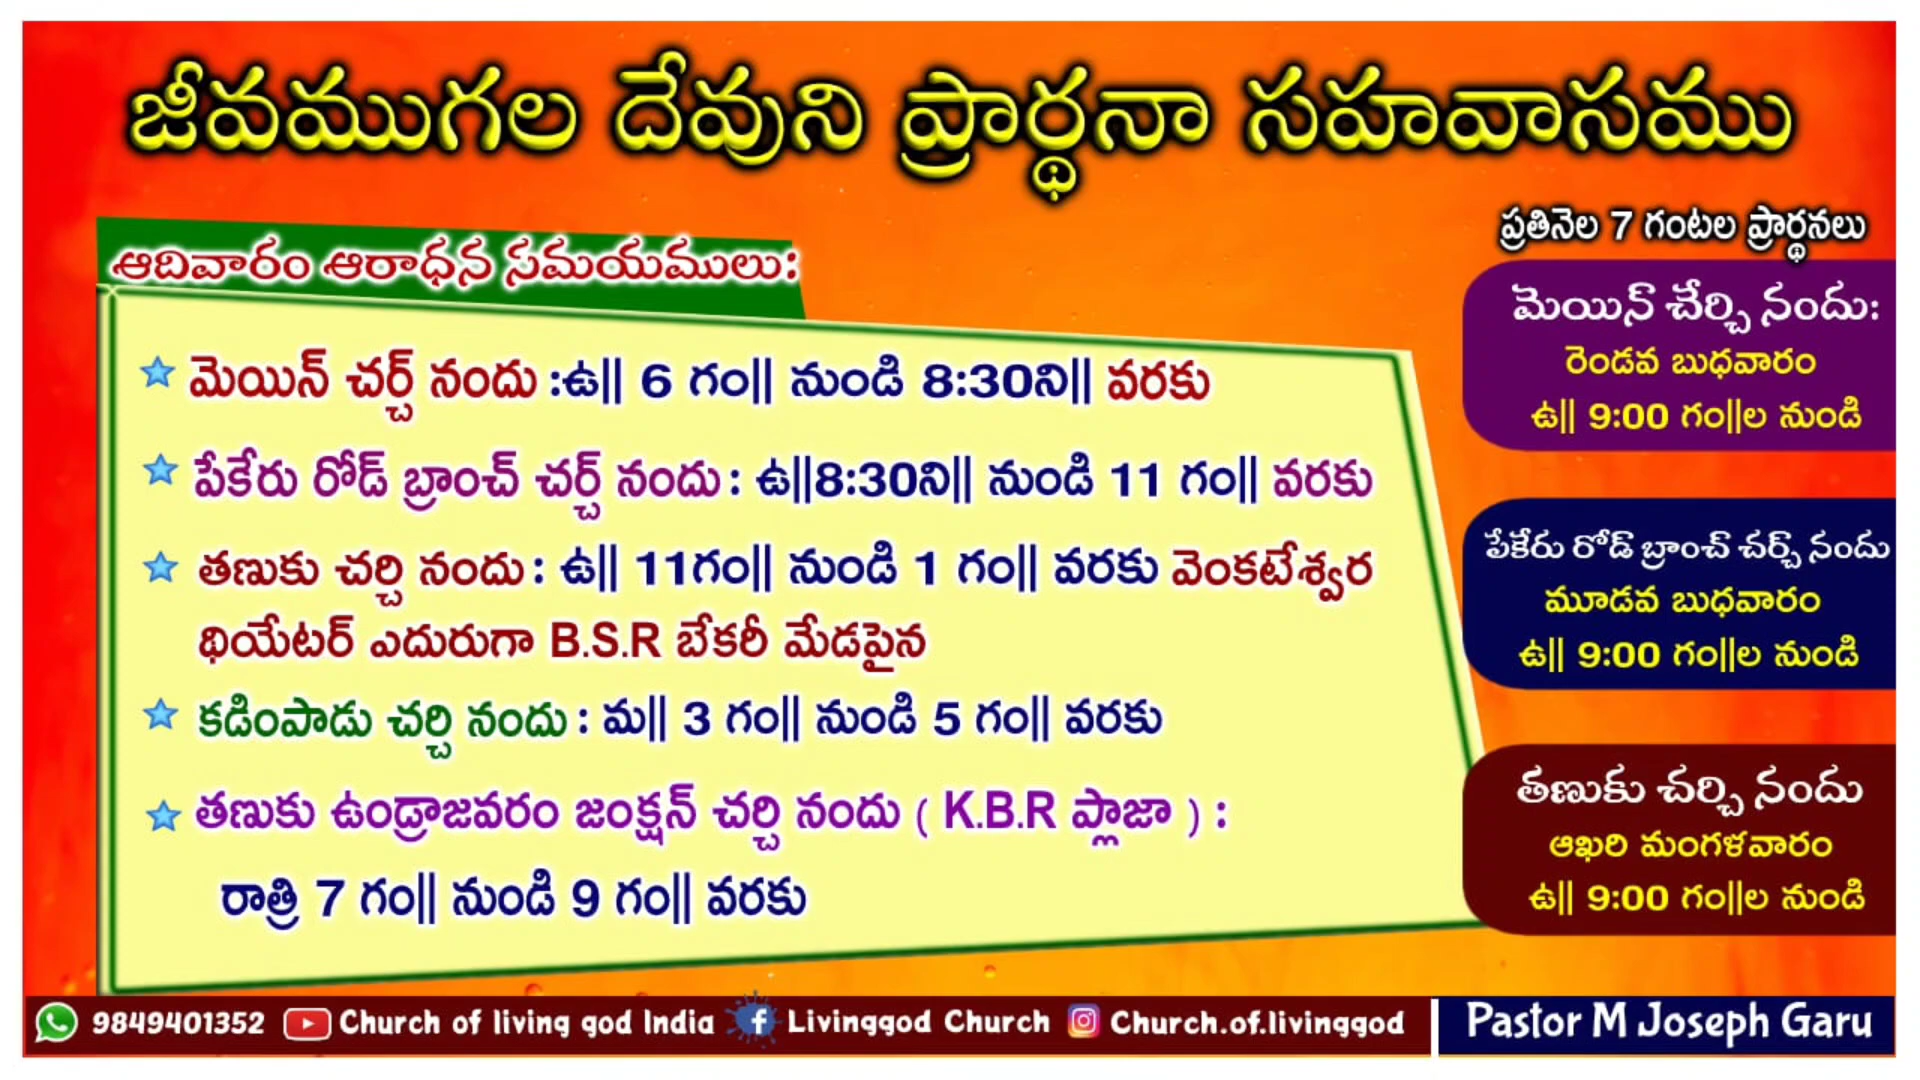 జీవముగల దేవుని ప్రార్థనా సహవాసము
ఆదివారం ఆరాధన సమయములు:
మెయిన్ చర్చ్ నందు :ఉ|| 6 గం|| నుండి 8:30ని|| వరకు
పేకేరు రోడ్ బ్రాంచ్ చర్చ్ నందు : ఉ||8:30ని|| నుండి 11 గం|| వరకు
తణుకు చర్చి నందు : ఉ|| 11గం|| నుండి 1 గం|| వరకు వెంకటేశ్వర
థియేటర్ ఎదురుగా B.S.R బేకరీ మేడపైన
కడింపాడు చర్చి నందు : మ|| 3 గం|| నుండి 5 గం|| వరకు
తణుకు ఉండ్రాజవరం జంక్షన్ చర్చి నందు ( K.B.R ప్లాజా ) :
రాత్రి 7 గం|| నుండి 9 గం|| వరకు
ప్రతినెల 7 గంటల ప్రార్థనలు
మెయిన్ చేర్చి నందు:
రెండవ బుధవారం
ఉ|| 9:00 గం||ల నుండి
పేకేరు రోడ్ బ్రాంచ్ చర్చ్ నందు
మూడవ బుధవారం
ఉ|| 9:00 గం||ల నుండి
తణుకు చర్చి నందు
ఆఖరి మంగళవారం
ఉ|| 9:00 గం||ల నుండి
9849401352 Church of living god India Livinggod Church Church.of.livinggod Pastor M Joseph Garu